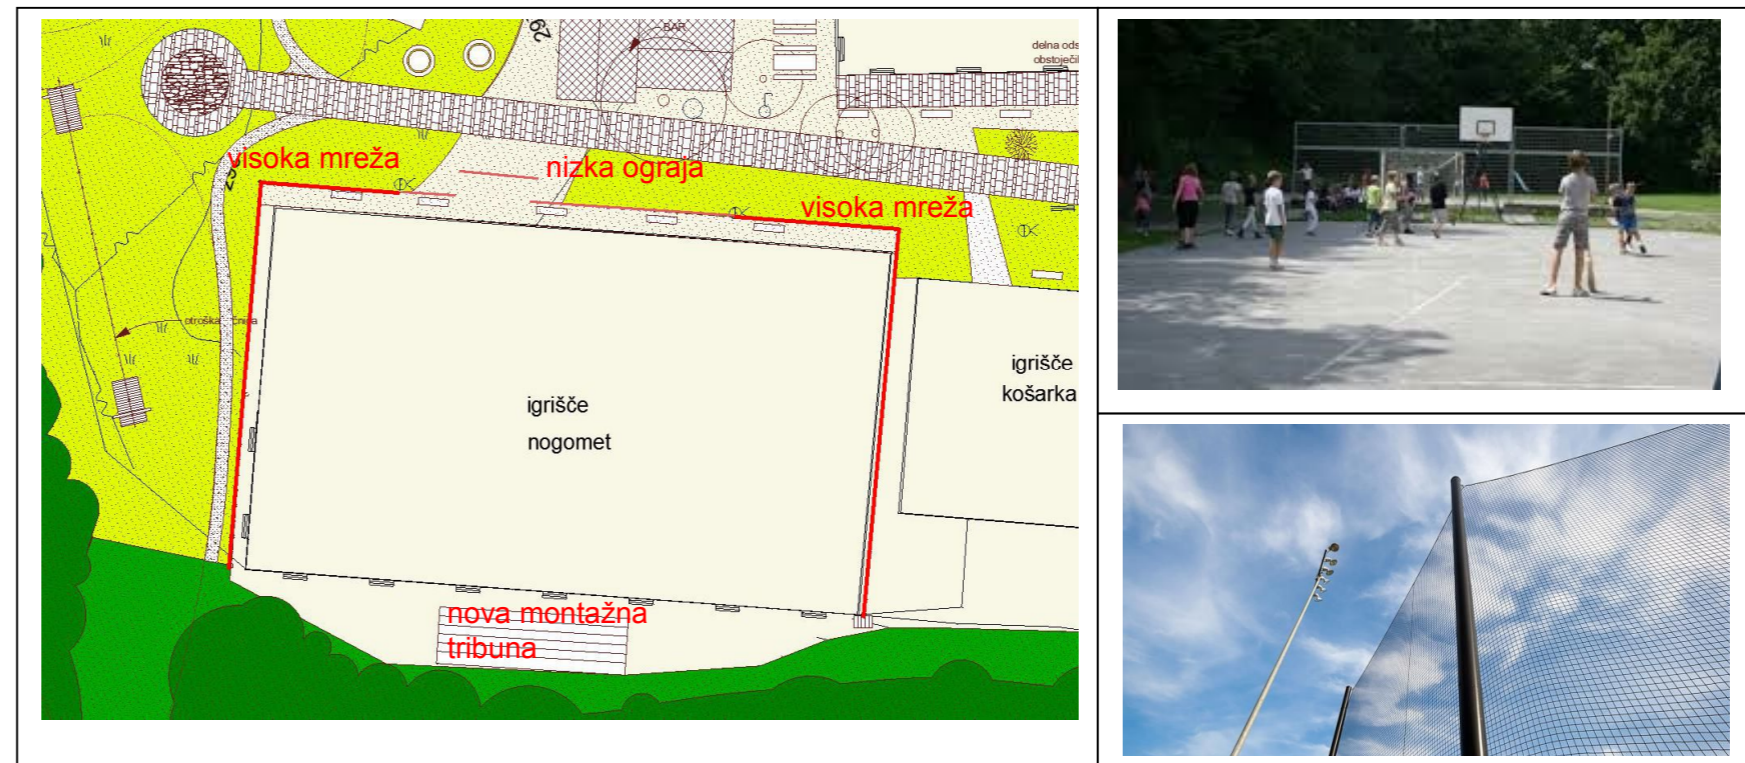 BAR
delna ods
obstoječi
visoka mreža
nizka ograja
visoka mreža
otroška
igrišče
košarka
igrišče
nogomet
nova montažna
tribuna